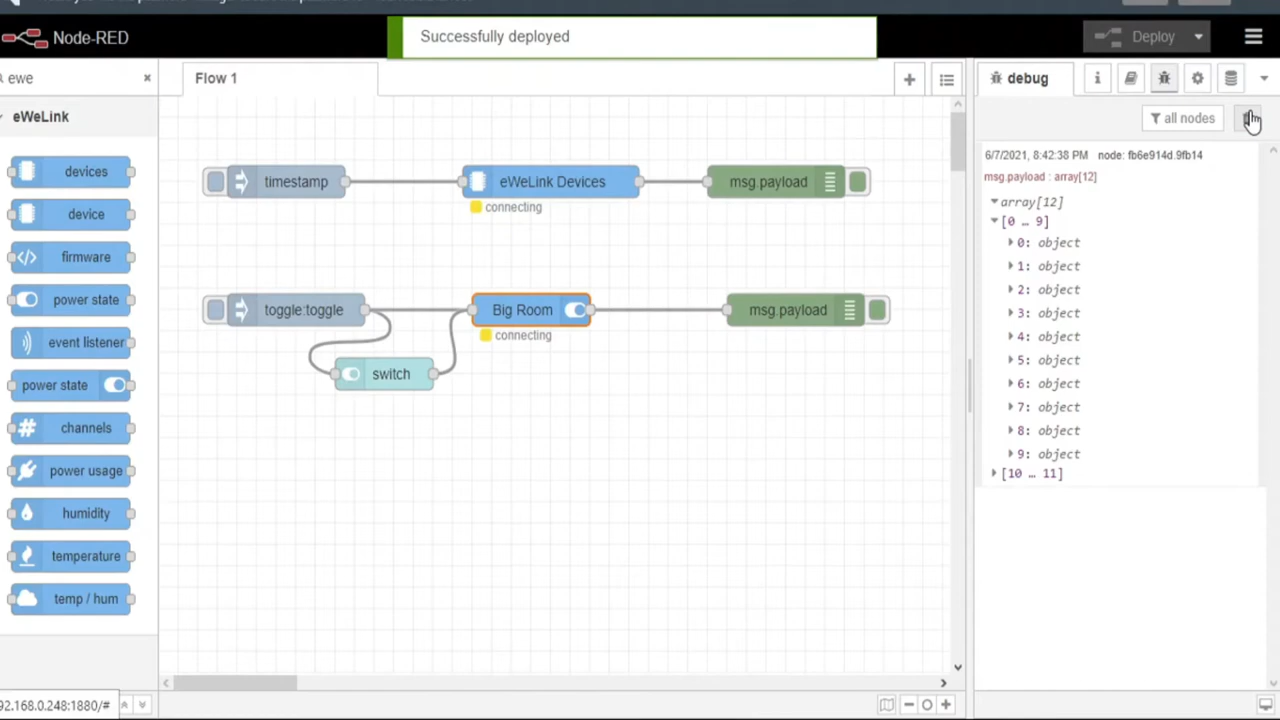 Node-RED
Successfully deployed
Deploy
ewe
Flow 1
debug
eWeLink
all nodes
devices
device
firmware
power state
event listener
power state
channels
power usage
humidity
temperature
temp / hum
timestamp
eWeLink Devices
msg.payload
connecting
toggle:toggle
Big Room
msg.payload
connecting
switch
6/7/2021, 8:42:38 PM node: fb6e914d.9fb14
msg.payload : array[12]
array[12]
[0 … 9]
0: object
1: object
2: object
3: object
4: object
5: object
6: object
7: object
8: object
9: object
[10 … 11]
92.168.0.248:1880/#